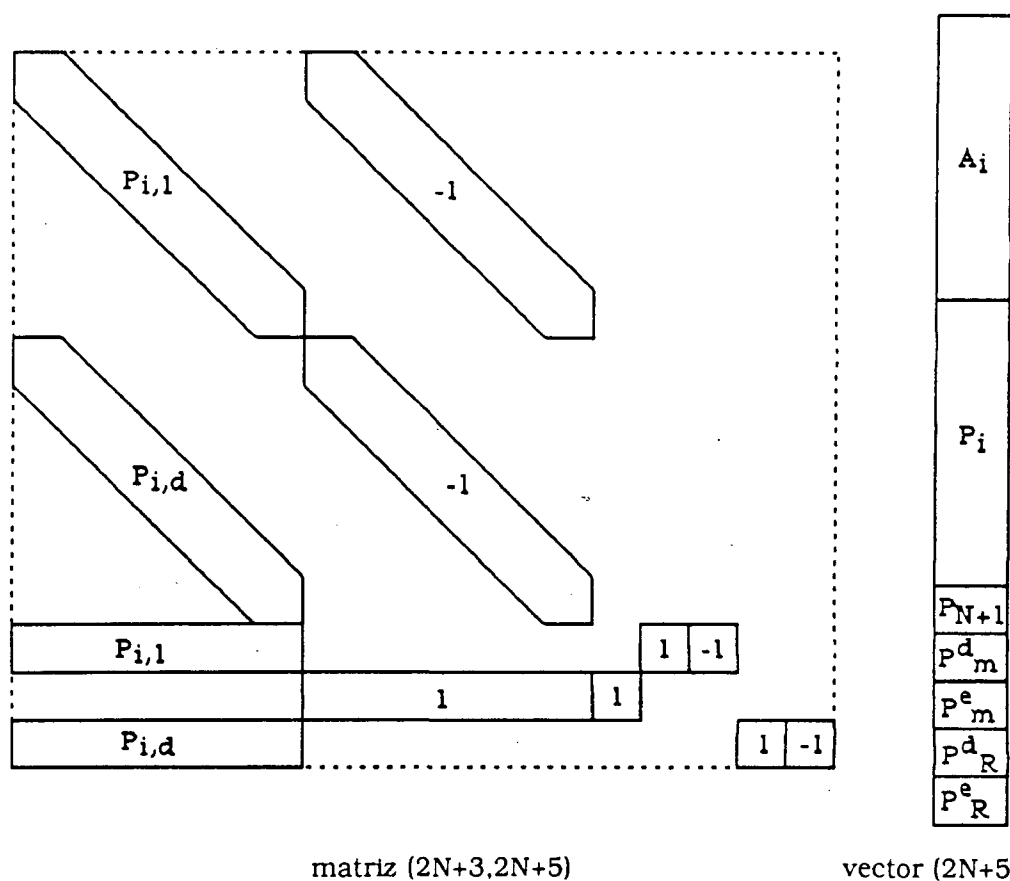 P_{i,1}
-1
A_i
P_{i,d}
-1
P_i
P_{N+1}
P_{i,1}
1
-1
P^d_m
1
1
P^e_m
P_{i,d}
1
-1
P^d_R
P^e_R
matriz (2N+3,2N+5)
vector (2N+5